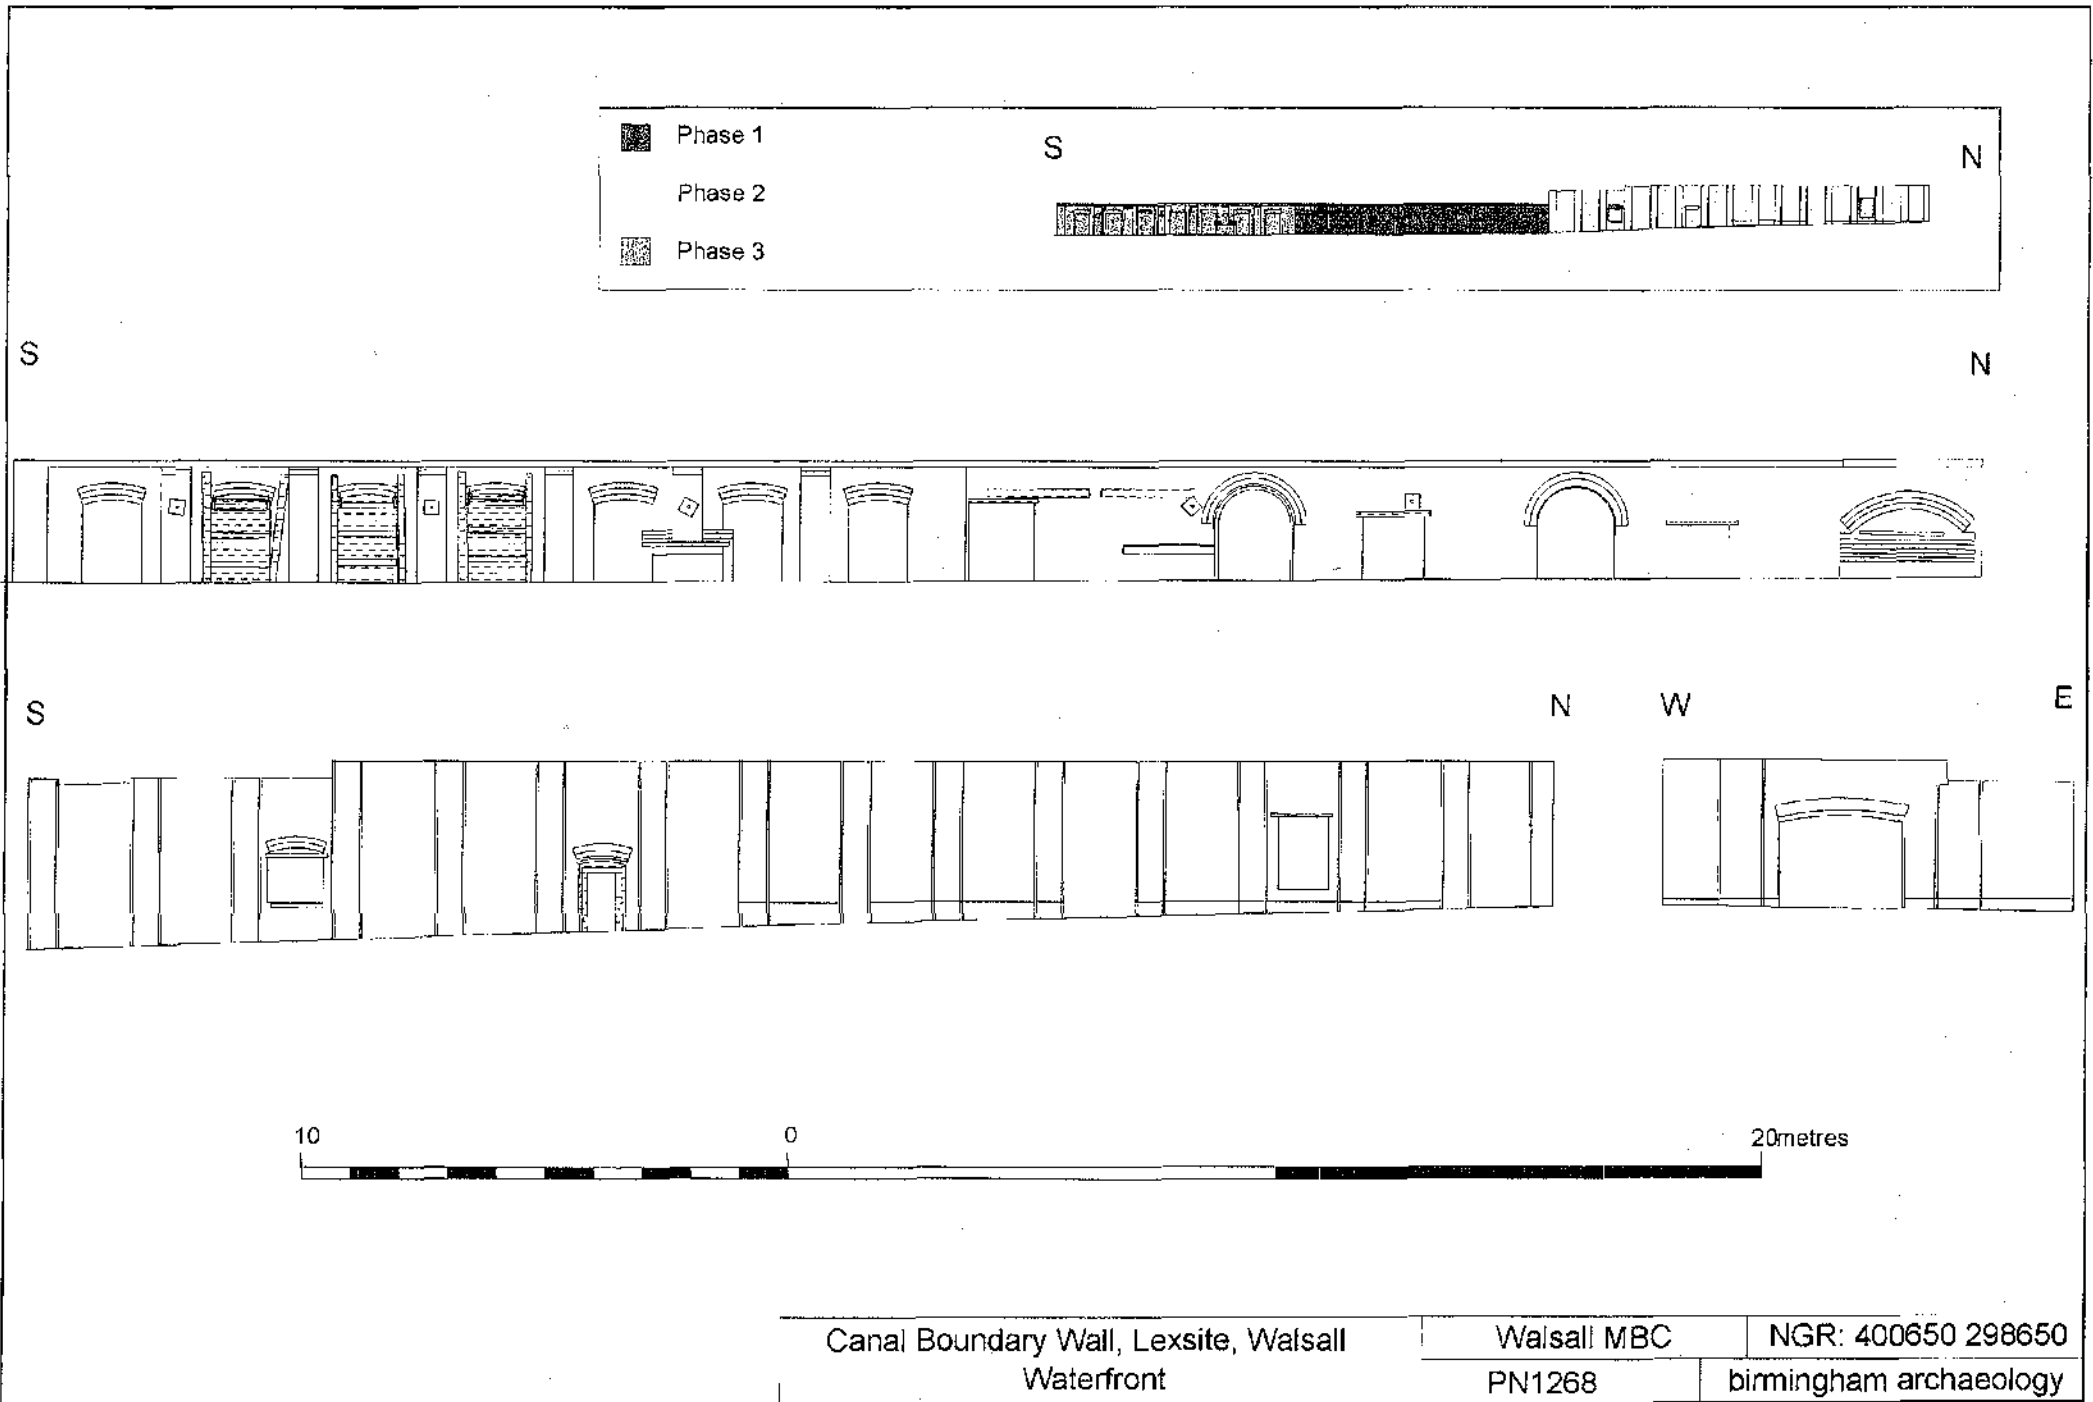 Phase 1
S
N
Phase 2
Phase 3
S
N
S
N
W
E
10
0
20metres
Canal Boundary Wall, Lexsite, Walsall
Waterfront
Walsall MBC
NGR: 400650 298650
PN1268
birmingham archaeology